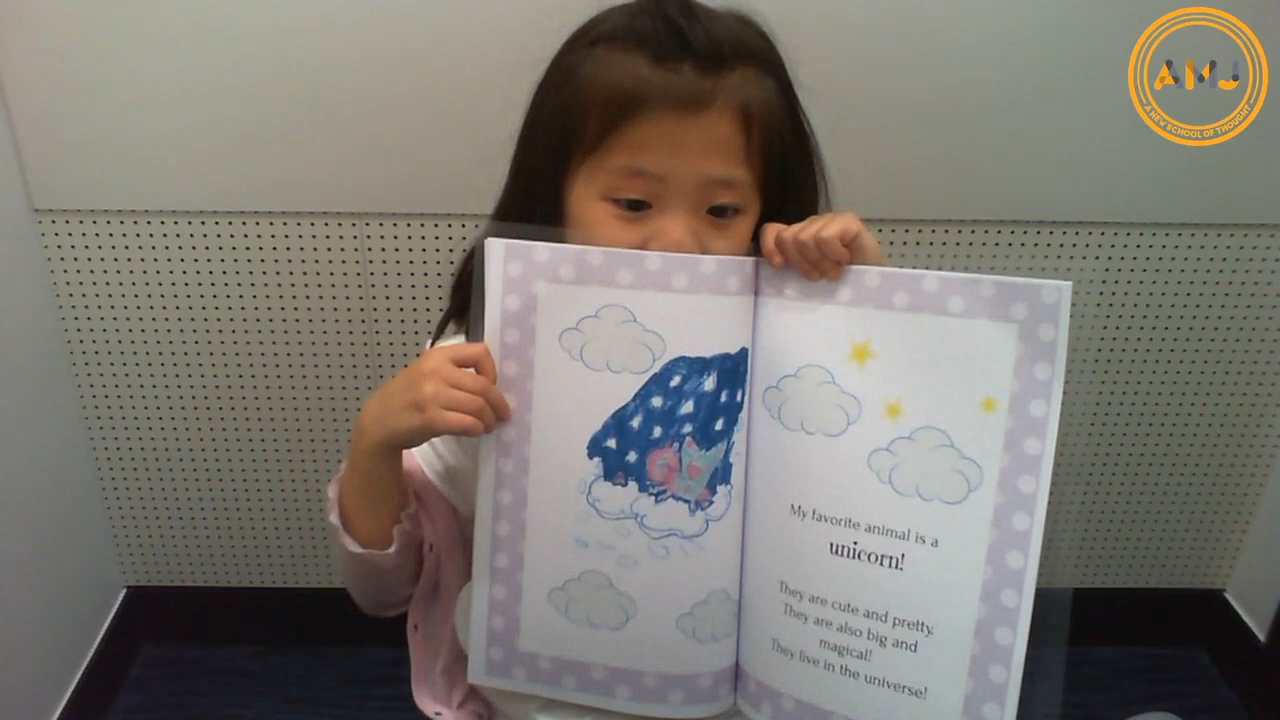 AMJ
A NEW SCHOOL OF THOUGHT
My favorite animal is a
unicorn!
They are cute and pretty.
They are also big and
magical!
They live in the universe!